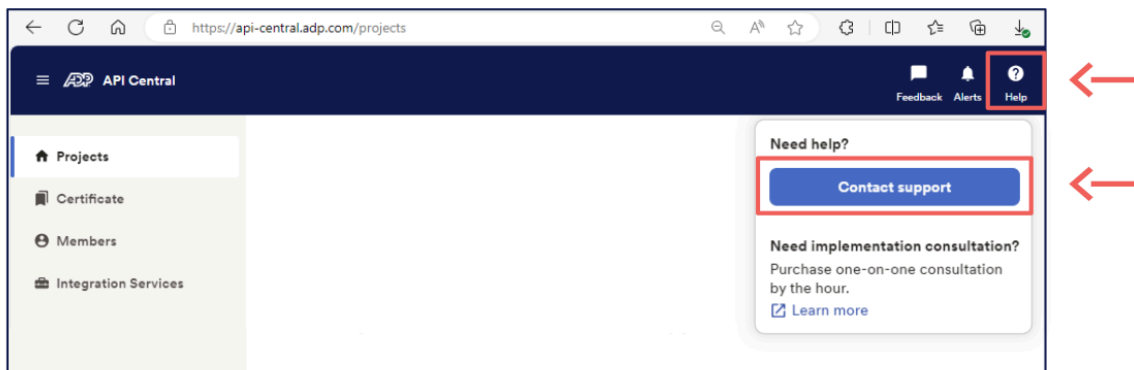 https://api-central.adp.com/projects
ADP API Central
Feedback Alerts Help
Projects
Certificate
Members
Integration Services
Need help?
Contact support
Need implementation consultation?
Purchase one-on-one consultation
by the hour.
Learn more